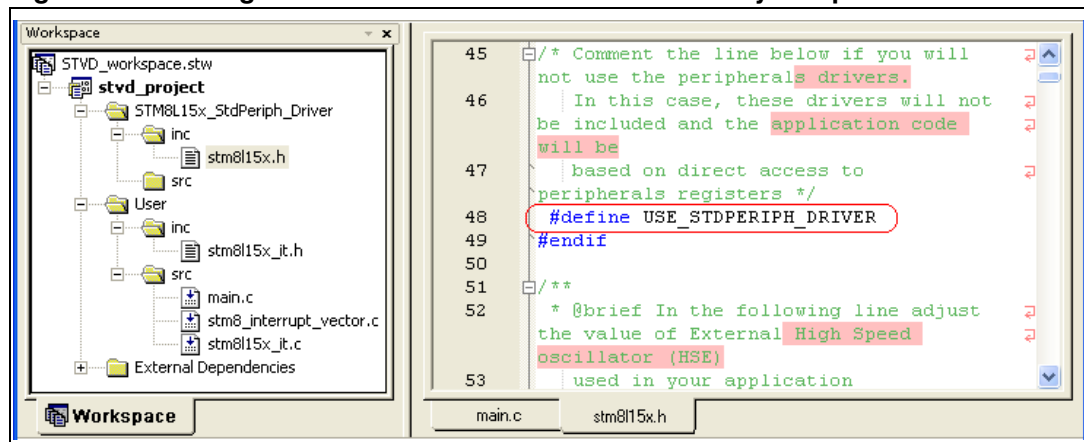 Workspace
STVD_workspace.stw
stvd_project
STM8L15x_StdPeriph_Driver
inc
stm8l15x.h
src
User
inc
stm8l15x_it.h
src
main.c
stm8_interrupt_vector.c
stm8l15x_it.c
External Dependencies
Workspace
45 /* Comment the line below if you will
not use the peripherals drivers.
46 In this case, these drivers will not
be included and the application code
will be
47 based on direct access to
peripherals registers */
48 #define USE_STDPERIPH_DRIVER
49 #endif
50
51 /**
52 * @brief In the following line adjust
the value of External High Speed
oscillator (HSE)
53 used in your application
main.c
stm8l15x.h